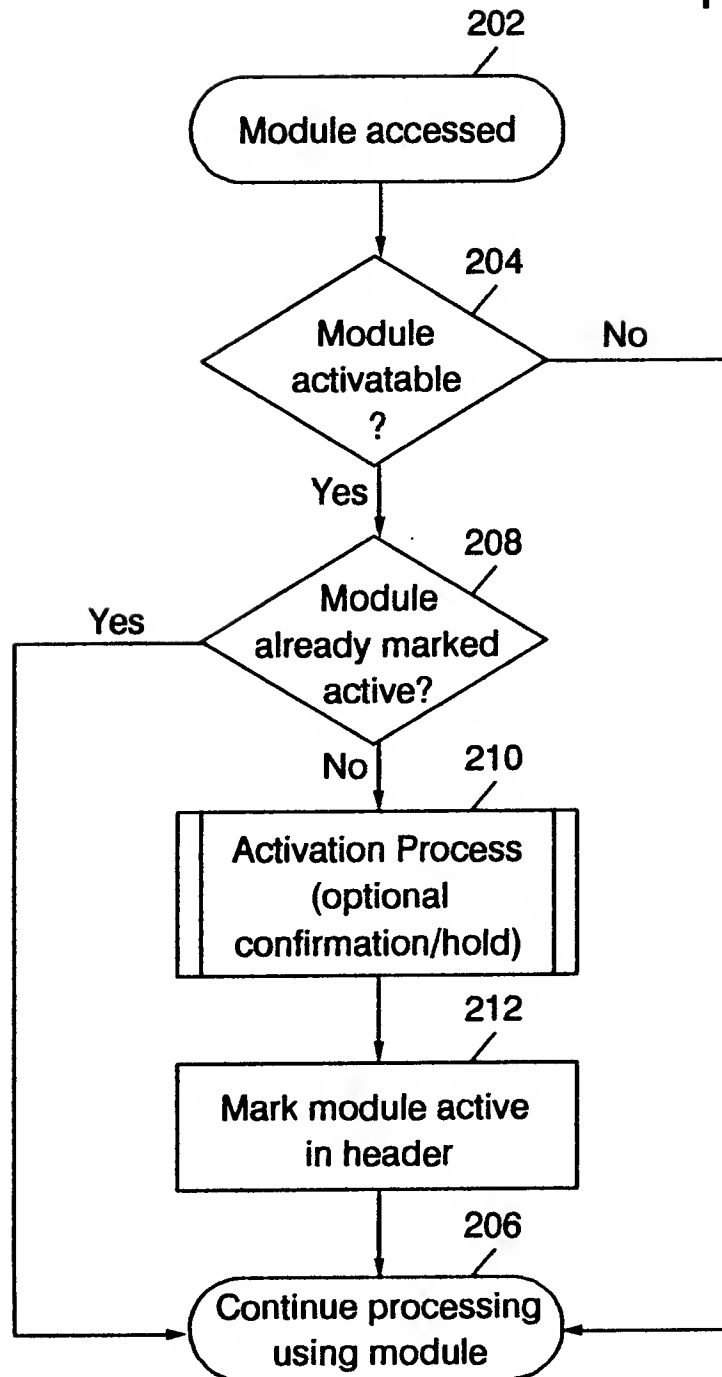 202
Module accessed
204
Module
activatable
?
No
Yes
208
Module
already marked
active?
Yes
No
210
Activation Process
(optional
confirmation/hold)
212
Mark module active
in header
206
Continue processing
using module